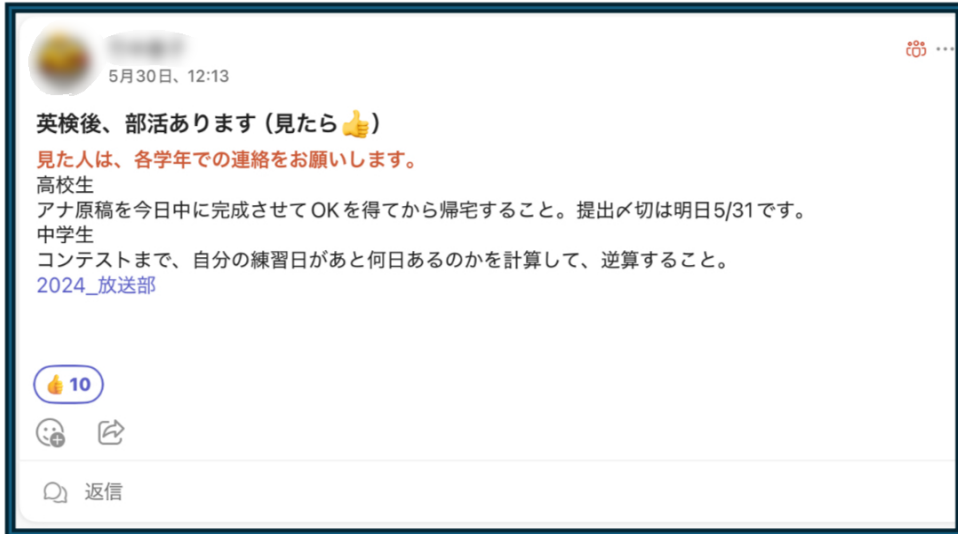 5月30日、12:13
英検後、部活あります（見たら👍）
見た人は、各学年での連絡をお願いします。
高校生
アナ原稿を今日中に完成させてOKを得てから帰宅すること。提出〆切は明日5/31です。
中学生
コンテストまで、自分の練習日があと何日あるのかを計算して、逆算すること。
2024_放送部
👍 10
返信